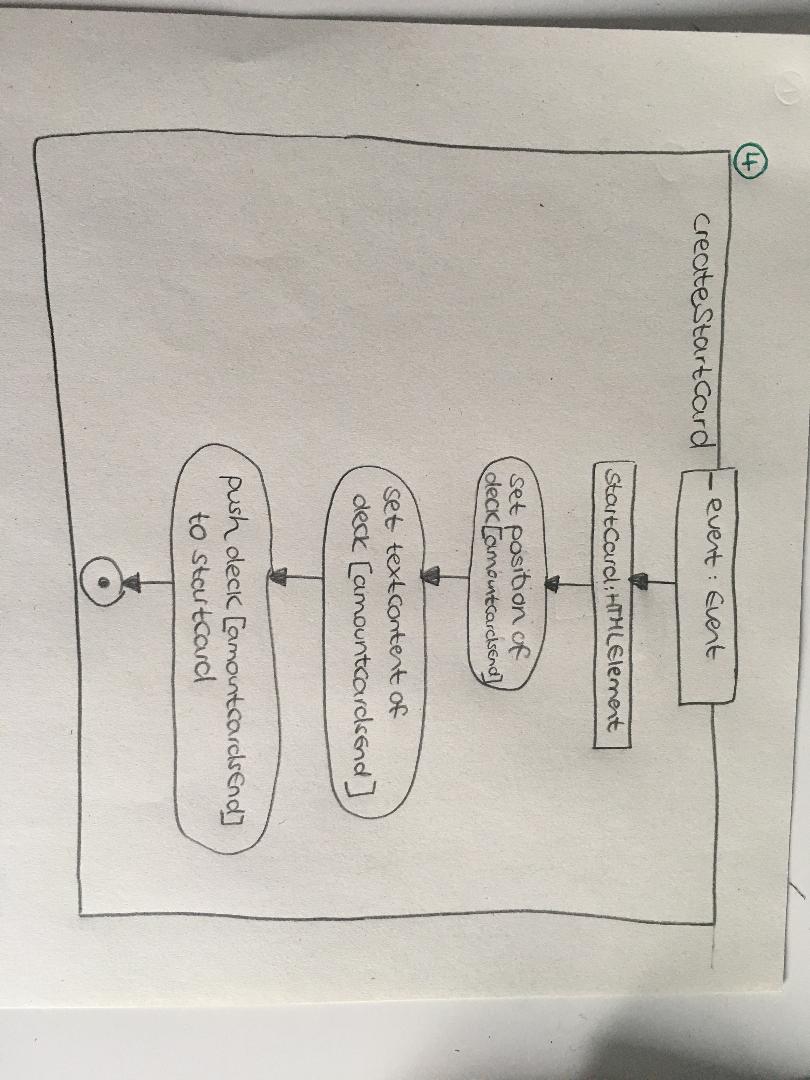 4
createStartCard
_event : Event
StartCard:HTMLElement
set position of
deck[amountcardsEnd]
set textcontent of
deck [amountcardsEnd]
push deck[amountcardsEnd]
to startCard